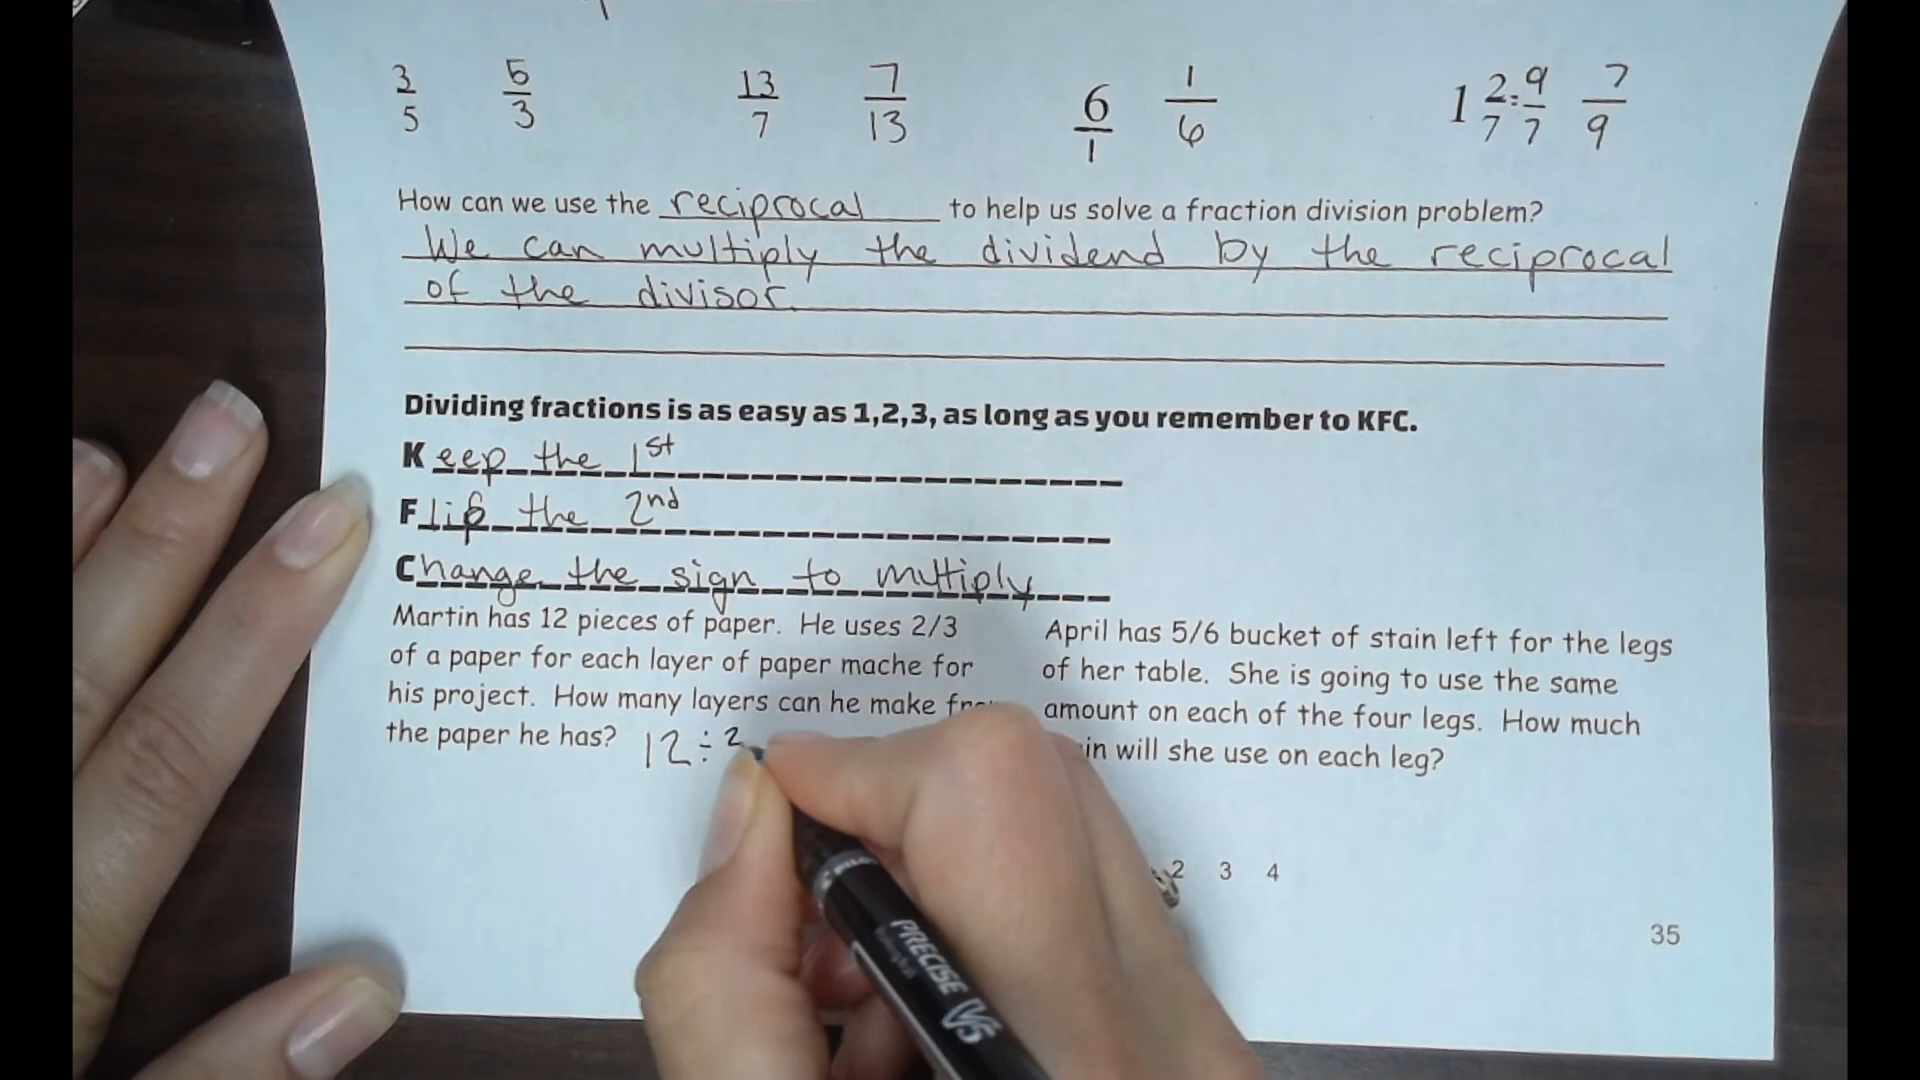 3/5 5/3 13/7 7/13 6/1 1/6 1 2/7 = 9/7 7/9
How can we use the reciprocal to help us solve a fraction division problem?
We can multiply the dividend by the reciprocal
of the divisor.
Dividing fractions is as easy as 1,2,3, as long as you remember to KFC.
Keep the 1st
Flip the 2nd
Change the sign to multiply
Martin has 12 pieces of paper. He uses 2/3
of a paper for each layer of paper mache for
his project. How many layers can he make
the paper he has? 12 ÷ 2
April has 5/6 bucket of stain left for the legs
of her table. She is going to use the same
amount on each of the four legs. How much
will she use on each leg?
2 3 4
35
PRECISE V5